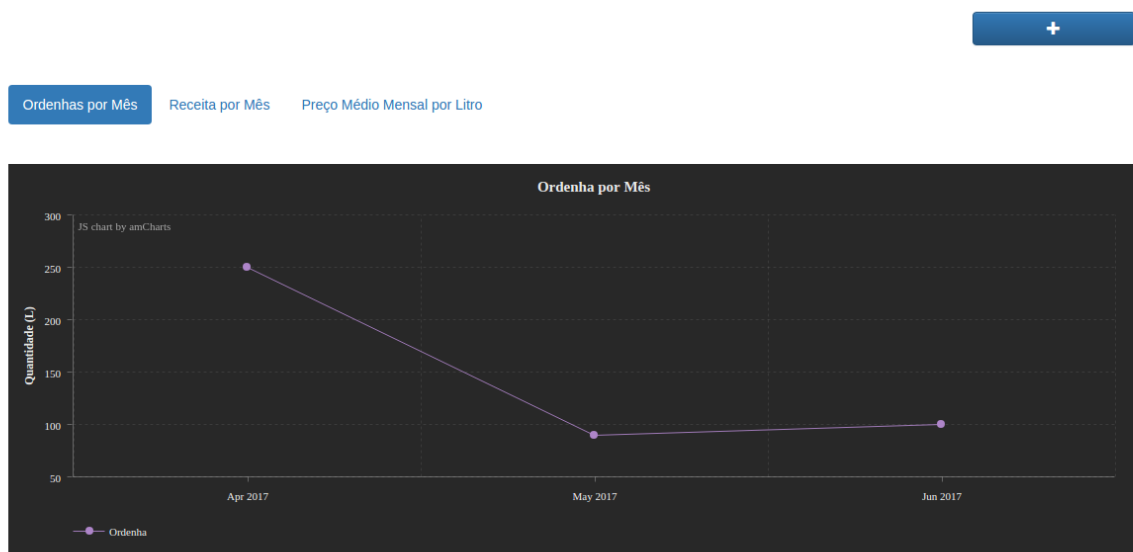 Ordenhas por Mês Receita por Mês Preço Médio Mensal por Litro
Ordenha por Mês
300
JS chart by amCharts
250
200
150
100
50
Quantidade (L)
Apr 2017 May 2017 Jun 2017
Ordenha